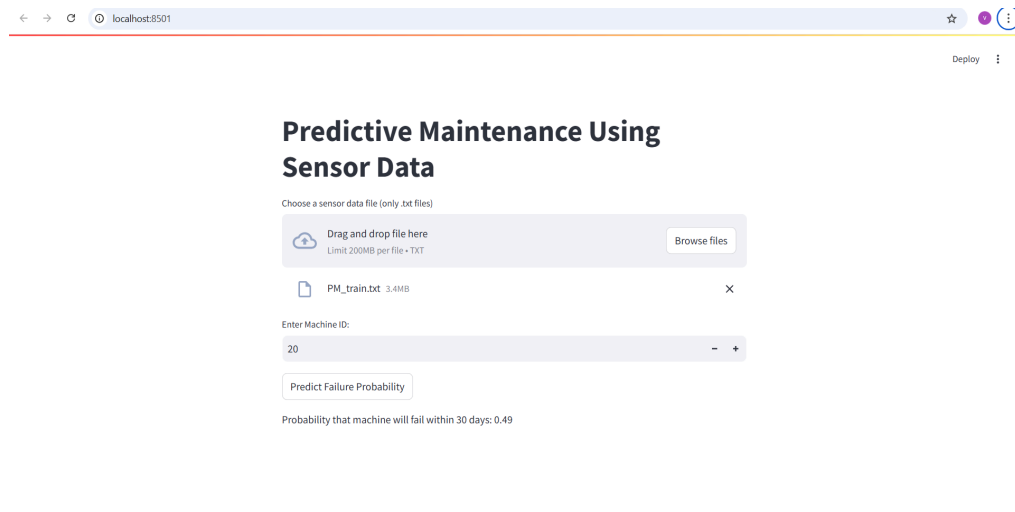 localhost:8501
V
Deploy
Predictive Maintenance Using
Sensor Data
Choose a sensor data file (only .txt files)
Drag and drop file here
Limit 200MB per file • TXT
Browse files
PM_train.txt 3.4MB
Enter Machine ID:
20
Predict Failure Probability
Probability that machine will fail within 30 days: 0.49